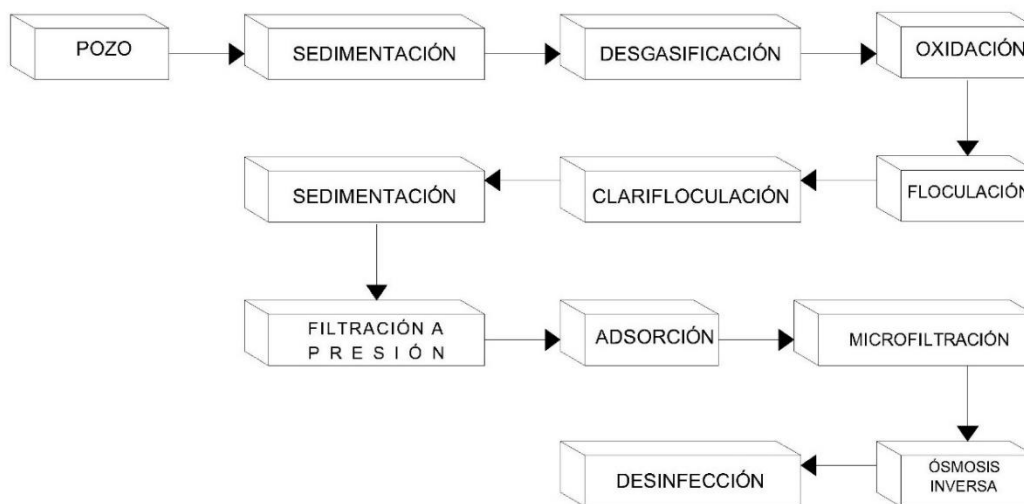 POZO
SEDIMENTACIÓN
DESGASIFICACIÓN
OXIDACIÓN
FLOCULACIÓN
CLARIFLOCULACIÓN
SEDIMENTACIÓN
FILTRACIÓN A
PRESIÓN
ADSORCIÓN
MICROFILTRACIÓN
ÓSMOSIS
INVERSA
DESINFECCIÓN